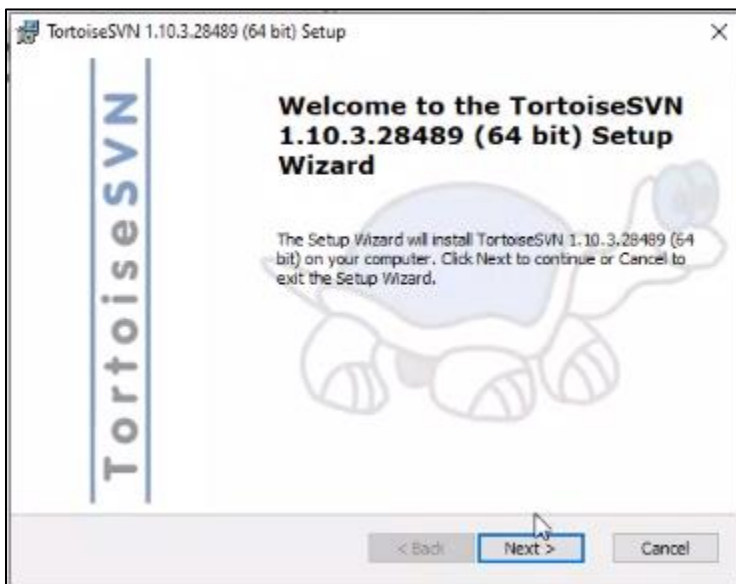 TortoiseSVN 1.10.3.28489 (64 bit) Setup
TortoiseSVN
Welcome to the TortoiseSVN
1.10.3.28489 (64 bit) Setup
Wizard
The Setup Wizard will install TortoiseSVN 1.10.3.28489 (64
bit) on your computer. Click Next to continue or Cancel to
exit the Setup Wizard.
< Back
Next >
Cancel